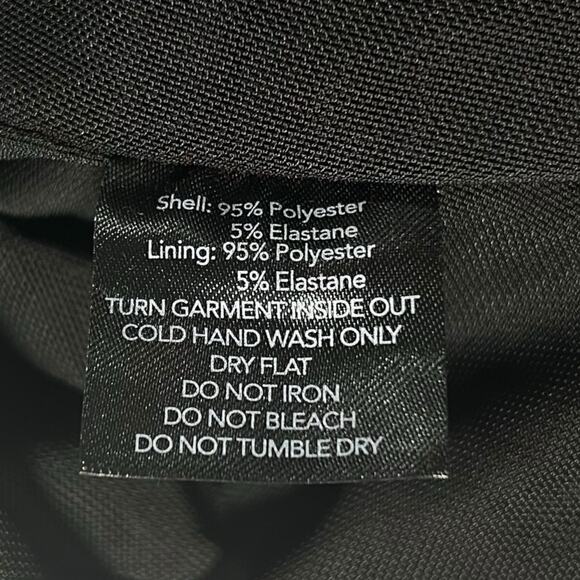 Shell: 95% Polyester
5% Elastane
Lining: 95% Polyester
5% Elastane
TURN GARMENT INSIDE OUT
COLD HAND WASH ONLY
DRY FLAT
DO NOT IRON
DO NOT BLEACH
DO NOT TUMBLE DRY